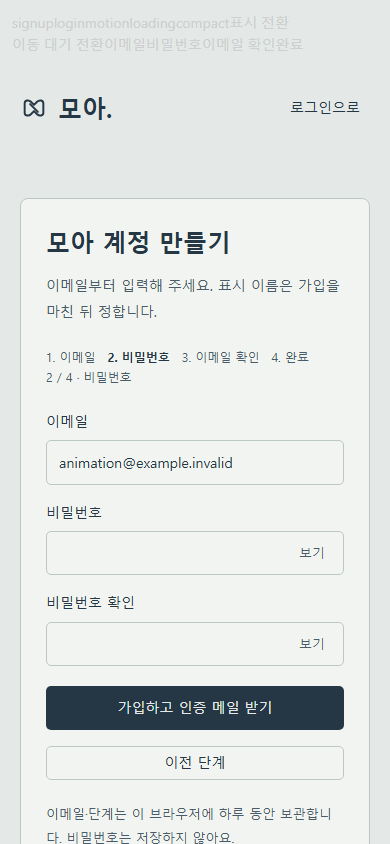 signuploginmotionloadingcompact표시 전환
이동 대기 전환이메일비밀번호이메일 확인완료
모아.
로그인으로
모아 계정 만들기
이메일부터 입력해 주세요. 표시 이름은 가입을
마친 뒤 정합니다.
1. 이메일 2. 비밀번호 3. 이메일 확인 4. 완료
2 / 4 · 비밀번호
이메일
animation@example.invalid
비밀번호
보기
비밀번호 확인
보기
가입하고 인증 메일 받기
이전 단계
이메일·단계는 이 브라우저에 하루 동안 보관합니
다. 비밀번호는 저장하지 않아요.